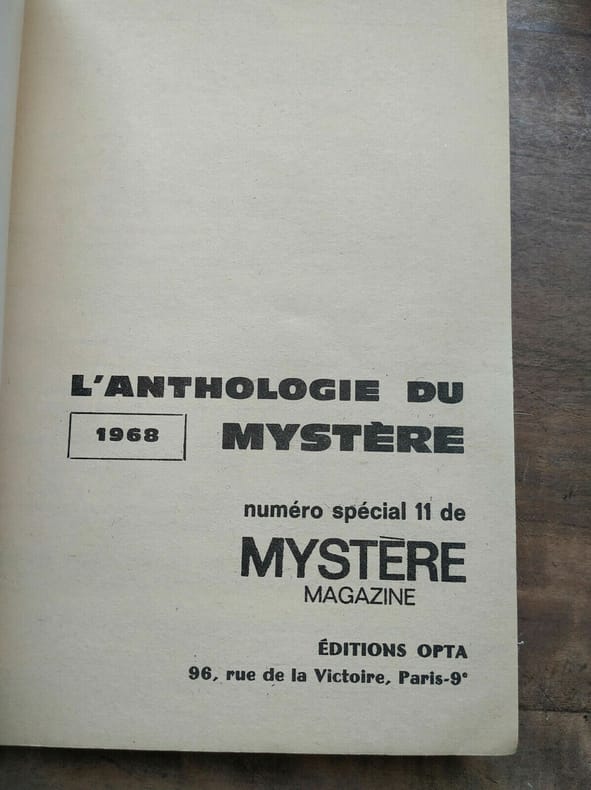 L'ANTHOLOGIE DU
1968 MYSTÈRE
numéro spécial 11 de
MYSTÈRE
MAGAZINE
ÉDITIONS OPTA
96, rue de la Victoire, Paris-9e